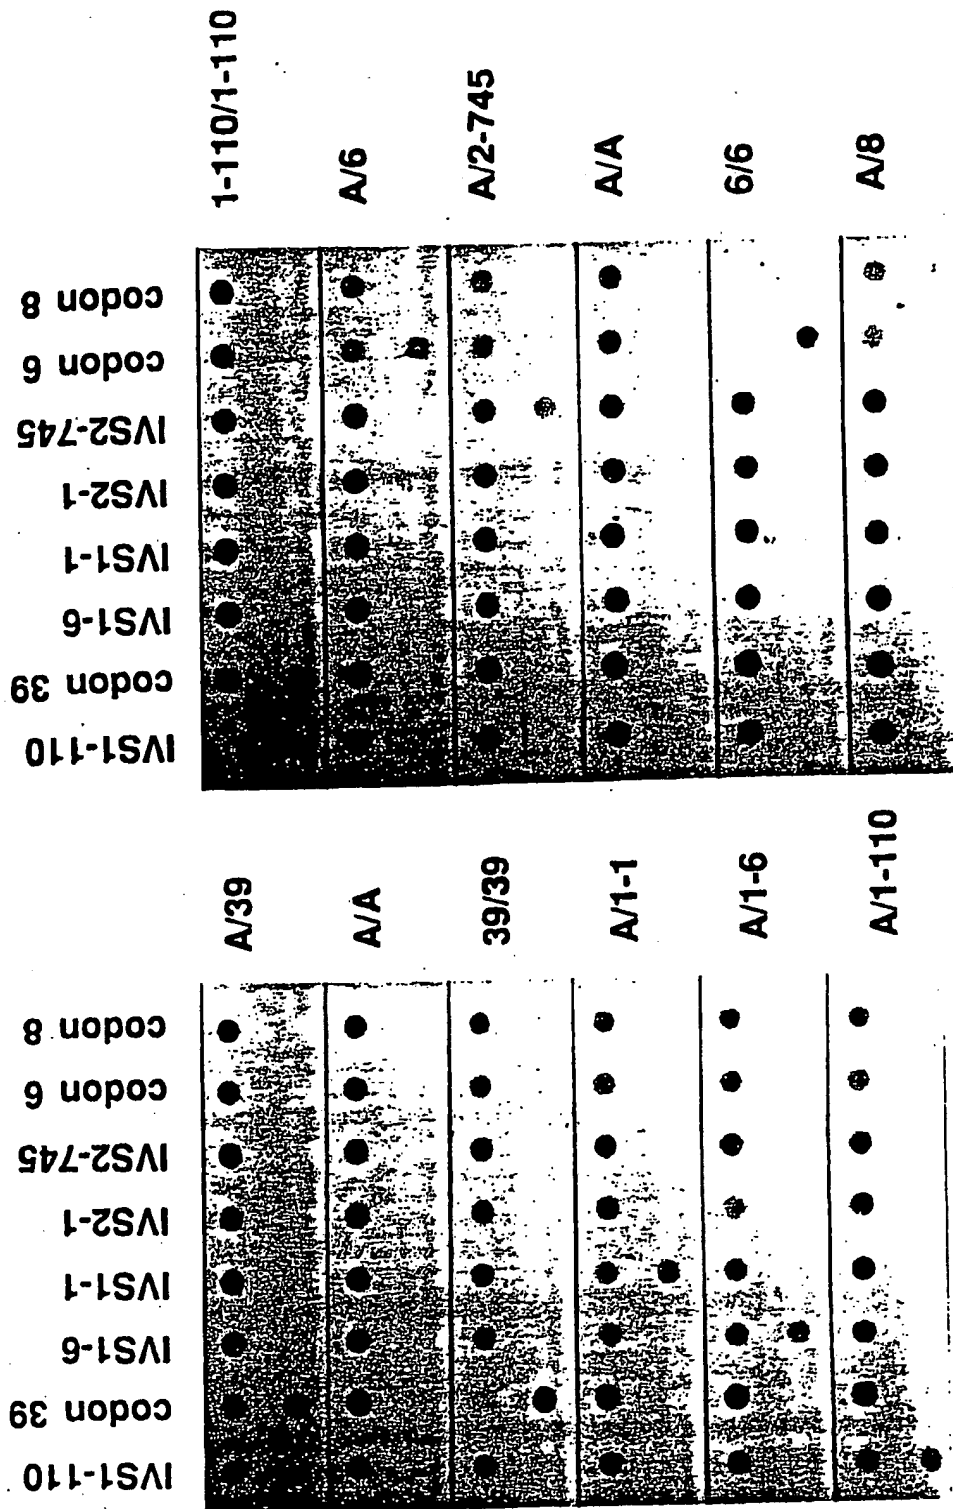 codon 8
codon 6
IVS2-745
IVS2-1
IVS1-1
IVS1-6
codon 39
IVS1-110
1-110/1-110
A/6
A/2-745
A/A
6/6
A/8
codon 8
codon 6
IVS2-745
IVS2-1
IVS1-1
IVS1-6
codon 39
IVS1-110
A/39
A/A
39/39
A/1-1
A/1-6
A/1-110